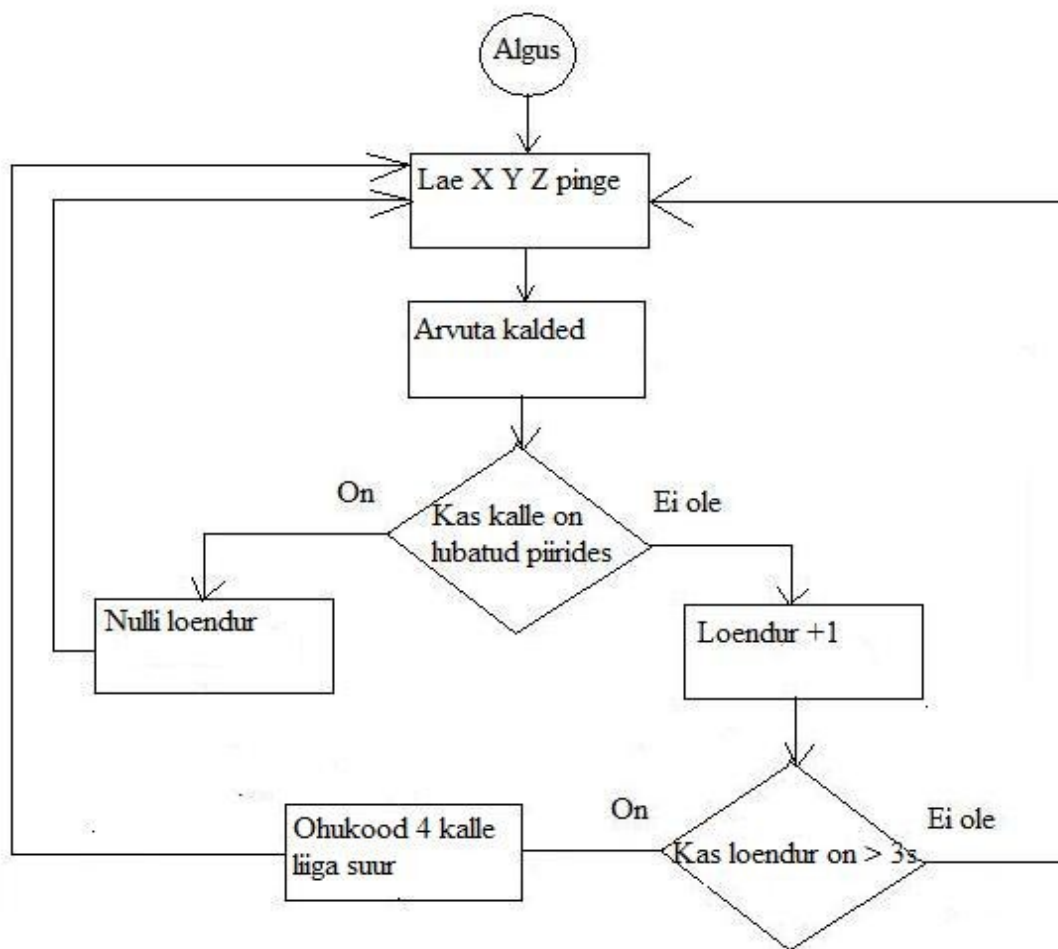 Algus
Lae X Y Z pinge
Arvuta kalded
On
Ei ole
Kas kalle on
lubatud piirides
Nulli loendur
Loendur +1
Ohukood 4 kalle
liiga suur
On
Ei ole
Kas loendur on > 3s